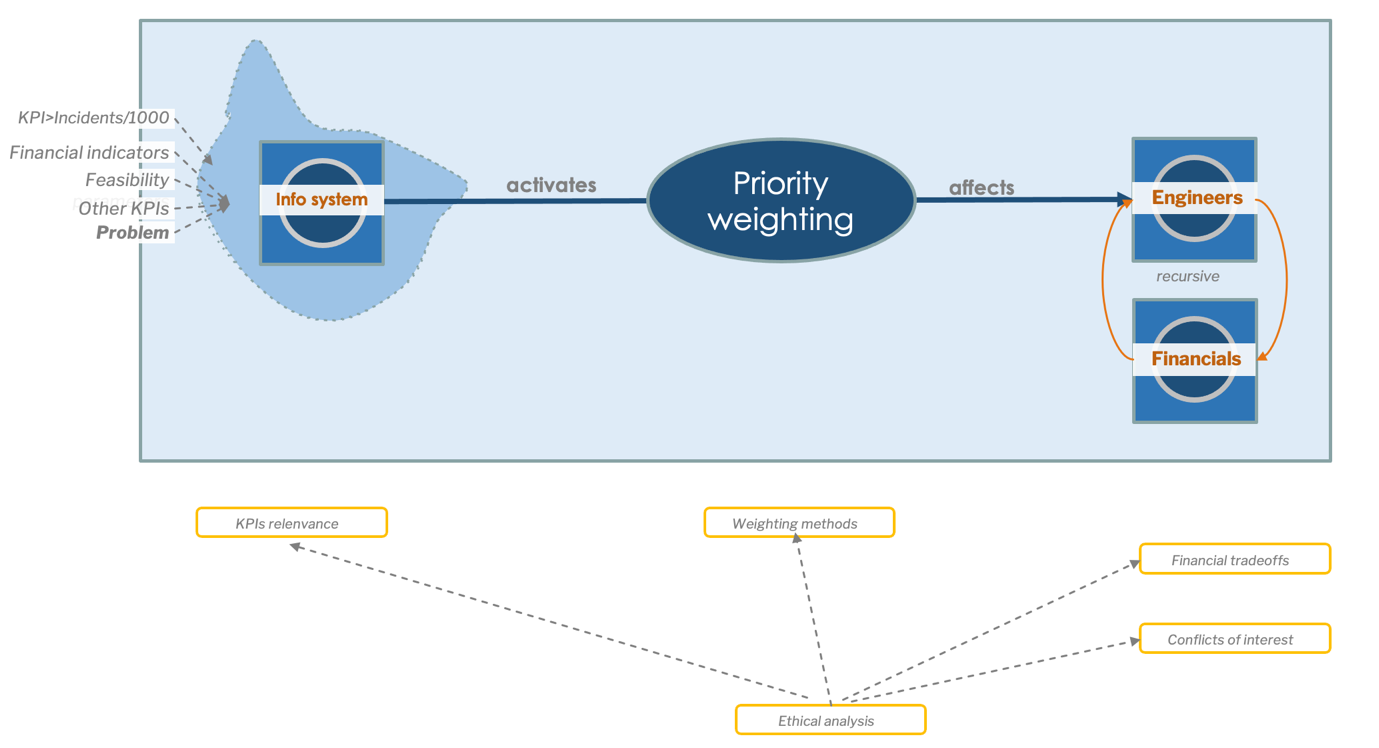 KPI>Incidents/1000
Financial indicators
Feasibility
Other KPIs
Problem
Info system
activates
Priority
weighting
affects
Engineers
recursive
Financials
KPIs relenvance
Weighting methods
Financial tradeoffs
Conflicts of interest
Ethical analysis